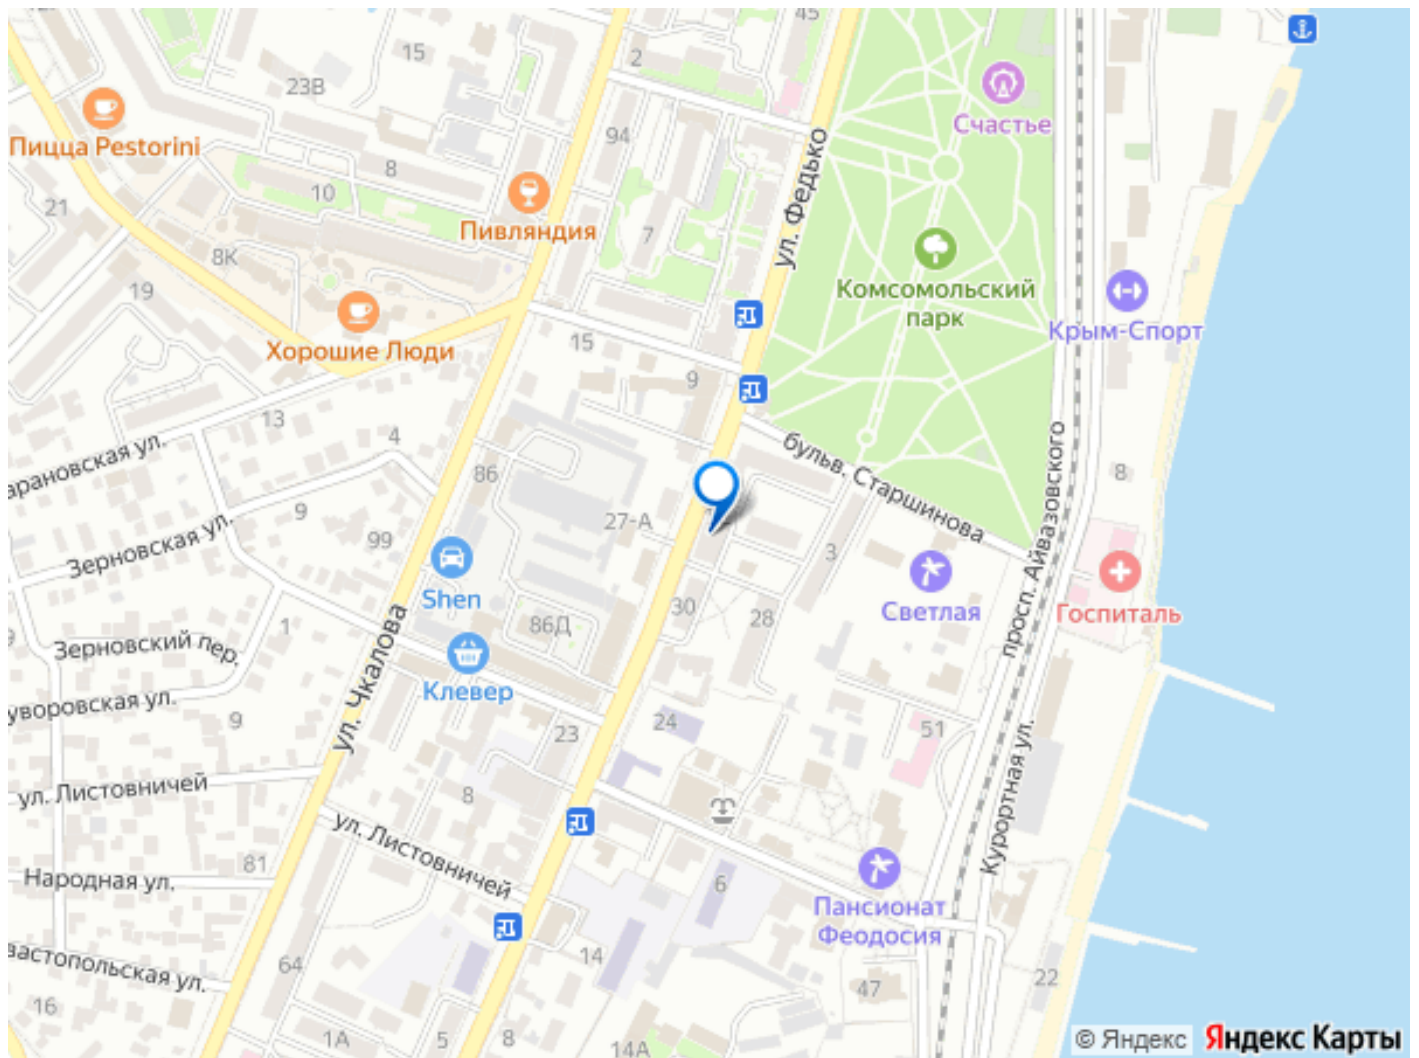 45
2
15
23В
Счастье
94
Пицца Pestorini
8
10
ул. Федько
21
Пивляндия
7
8К
Комсомольский
парк
19
Крым-Спорт
Хорошие Люди
15
9
13
4
бульв. Старшинова
арановская ул.
86
8
просп. Айвазовского
9
27-А
Зерновская ул.
99
3
Shen
Светлая
Госпиталь
30
28
1
86Д
Зерновский пер.
ул. Чкалова
Клевер
уворовская ул.
9
24
23
51
Курортная ул.
ул. Листовничей
8
ул. Листовничей
81
Народная ул.
6
Пансионат
Феодосия
вастопольская ул.
64
14
47
22
16
1А
5
8
14А
© Яндекс Яндекс Карты